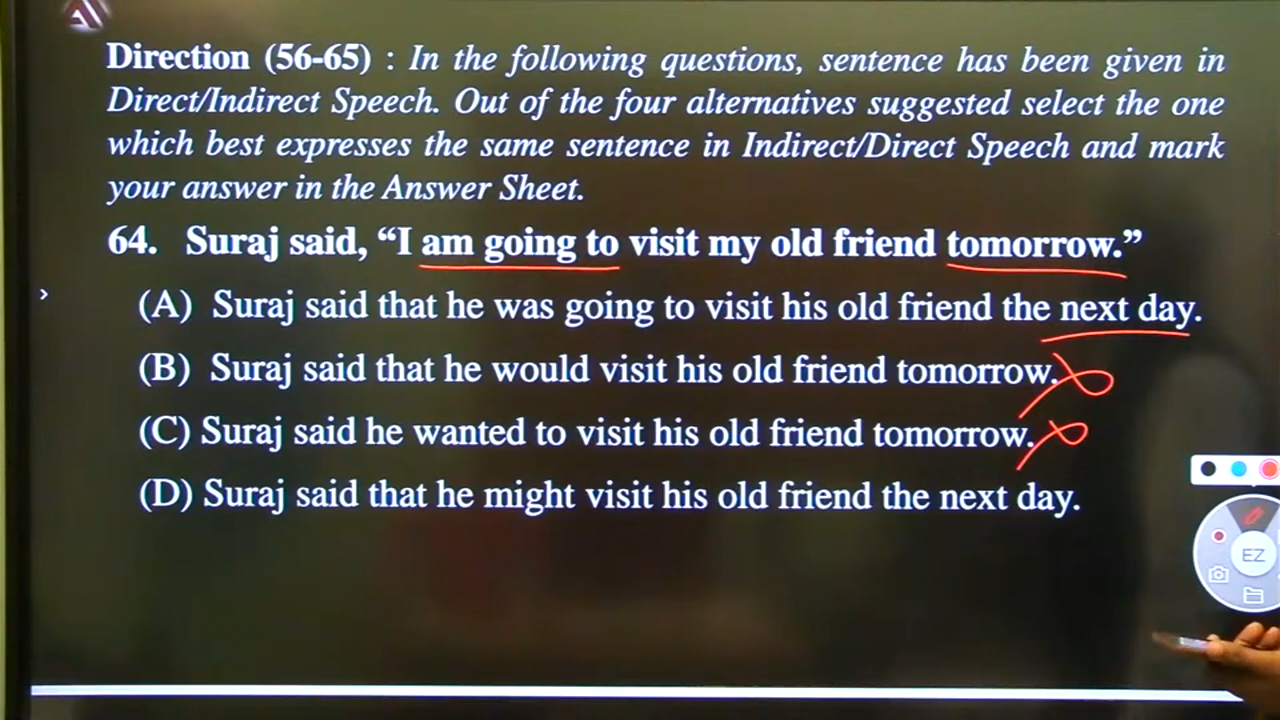 Direction (56-65) : In the following questions, sentence has been given in
Direct/Indirect Speech. Out of the four alternatives suggested select the one
which best expresses the same sentence in Indirect/Direct Speech and mark
your answer in the Answer Sheet.
64. Suraj said, “I am going to visit my old friend tomorrow.”
(A) Suraj said that he was going to visit his old friend the next day.
(B) Suraj said that he would visit his old friend tomorrow.
(C) Suraj said he wanted to visit his old friend tomorrow.
(D) Suraj said that he might visit his old friend the next day.
EZ